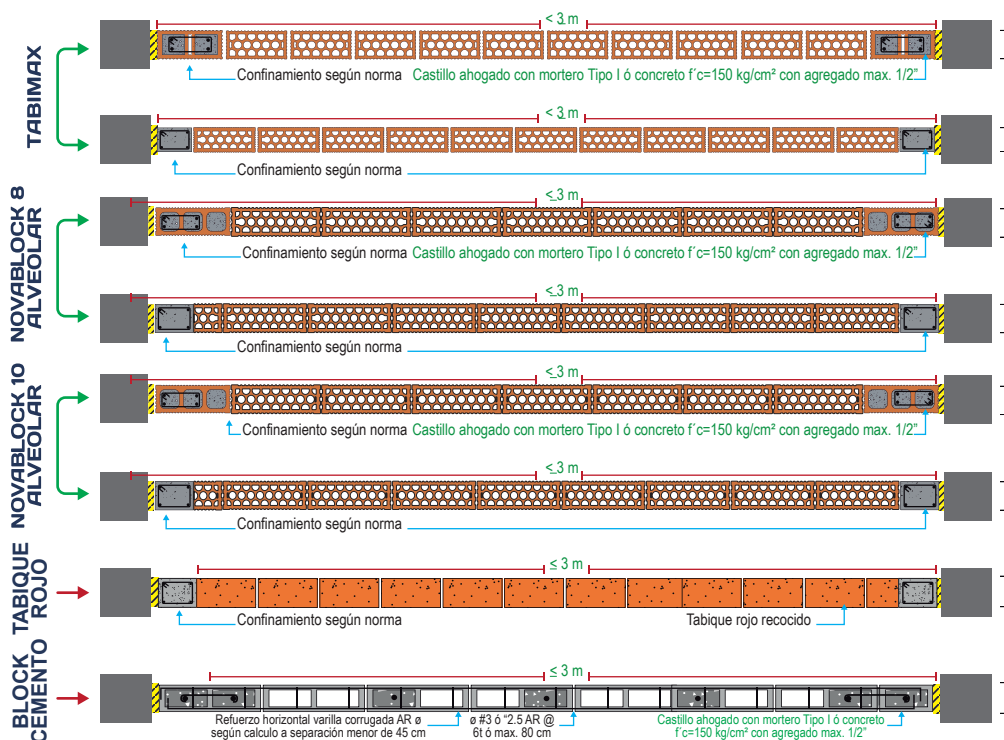 TABIMAX
< 3 m
Confinamiento según norma
Castillo ahogado con mortero Tipo I ó concreto f´c=150 kg/cm² con agregado max. 1/2”
< 3 m
Confinamiento según norma
NOVABLOCK 8
ALVEOLAR
< 3 m
Confinamiento según norma
Castillo ahogado con mortero Tipo I ó concreto f´c=150 kg/cm² con agregado max. 1/2”
< 3 m
Confinamiento según norma
NOVABLOCK 10
ALVEOLAR
< 3 m
Confinamiento según norma
Castillo ahogado con mortero Tipo I ó concreto f´c=150 kg/cm² con agregado max. 1/2”
< 3 m
Confinamiento según norma
TABIQUE
ROJO
≤ 3 m
Confinamiento según norma
Tabique rojo recocido
BLOCK
CEMENTO
≤ 3 m
Refuerzo horizontal varilla corrugada AR ø
según calculo a separación menor de 45 cm
ø #3 ó “2.5 AR @
6t ó max. 80 cm
Castillo ahogado con mortero Tipo I ó concreto
f´c=150 kg/cm² con agregado max. 1/2”